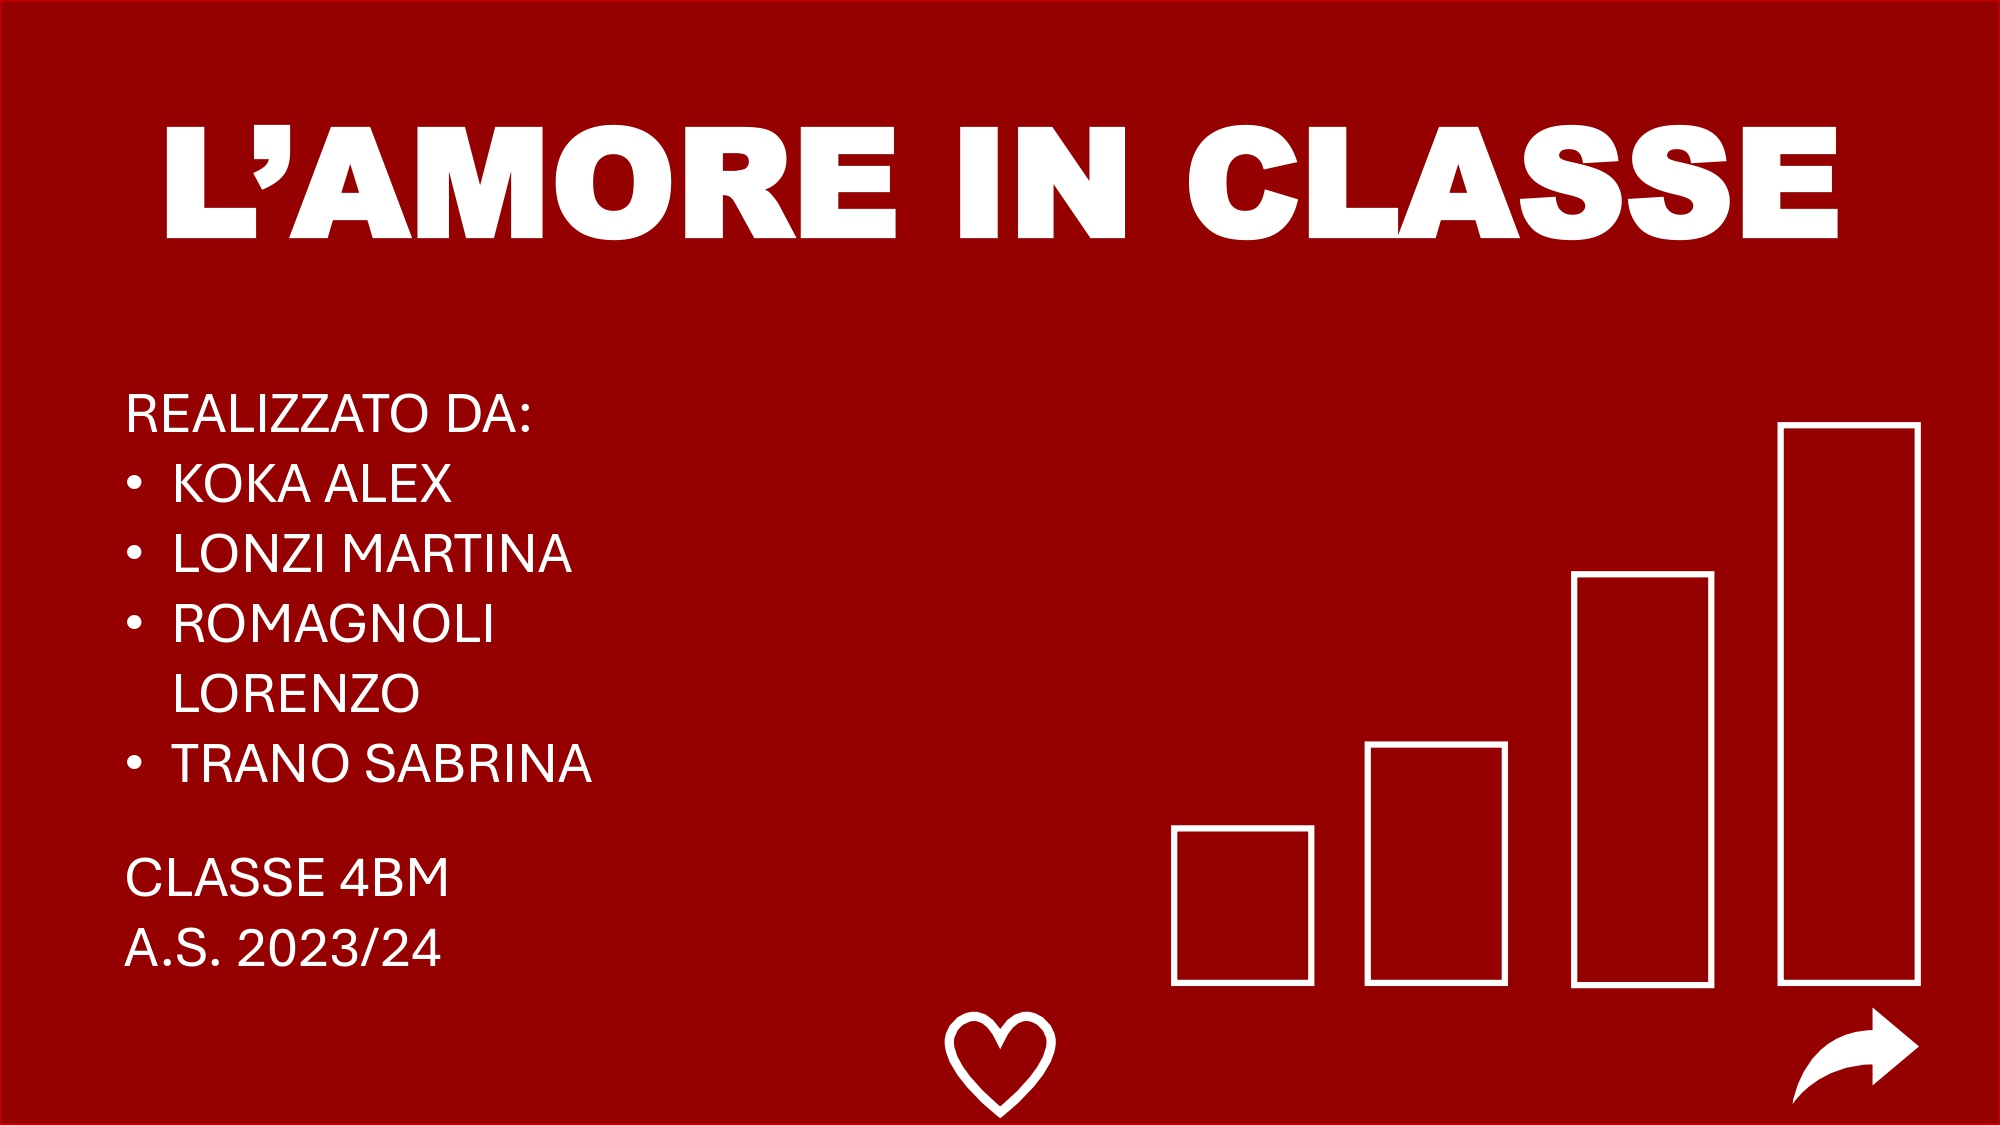 L’AMORE IN CLASSE
REALIZZATO DA:
• KOKA ALEX
• LONZI MARTINA
• ROMAGNOLI
LORENZO
• TRANO SABRINA
CLASSE 4BM
A.S. 2023/24